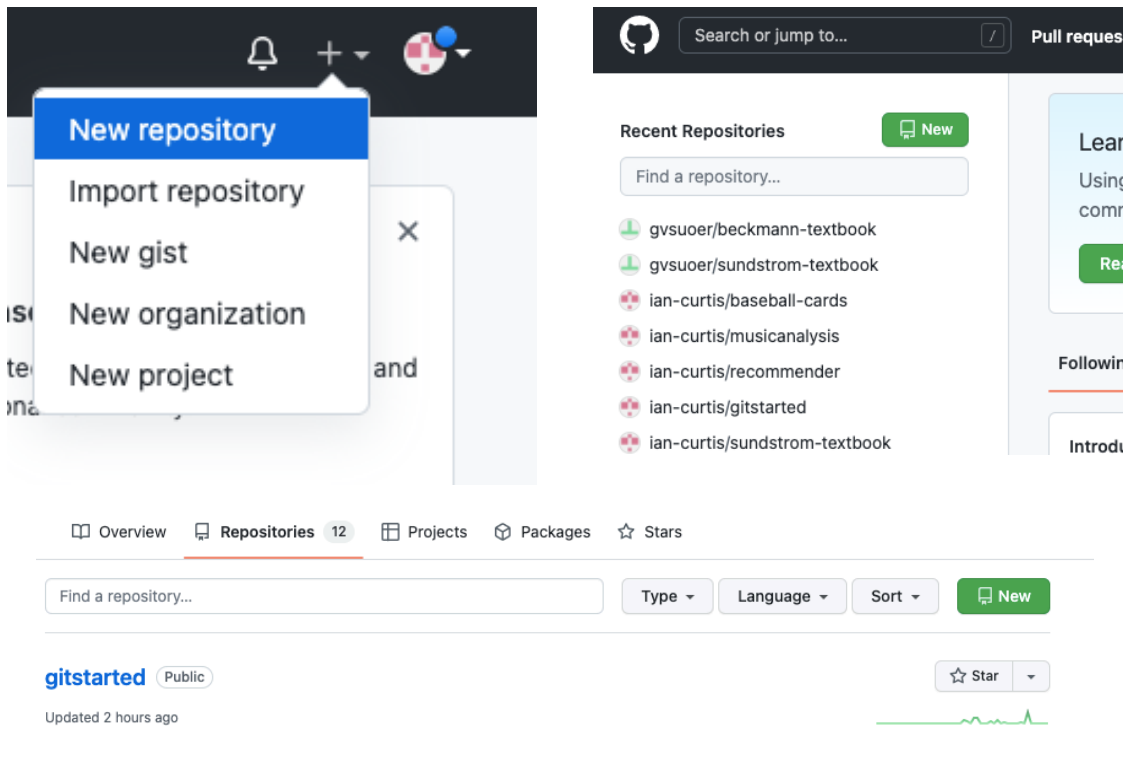 New repository
Import repository
New gist
New organization
New project
and
Search or jump to...
/
Pull reques
Recent Repositories
New
Find a repository...
gvsuoer/beckmann-textbook
gvsuoer/sundstrom-textbook
ian-curtis/baseball-cards
ian-curtis/musicanalysis
ian-curtis/recommender
ian-curtis/gitstarted
ian-curtis/sundstrom-textbook
Lear
Using
comm
Rea
Followin
Introdu
Overview Repositories 12 Projects Packages Stars
Find a repository... Type Language Sort New
gitstarted Public Star
Updated 2 hours ago